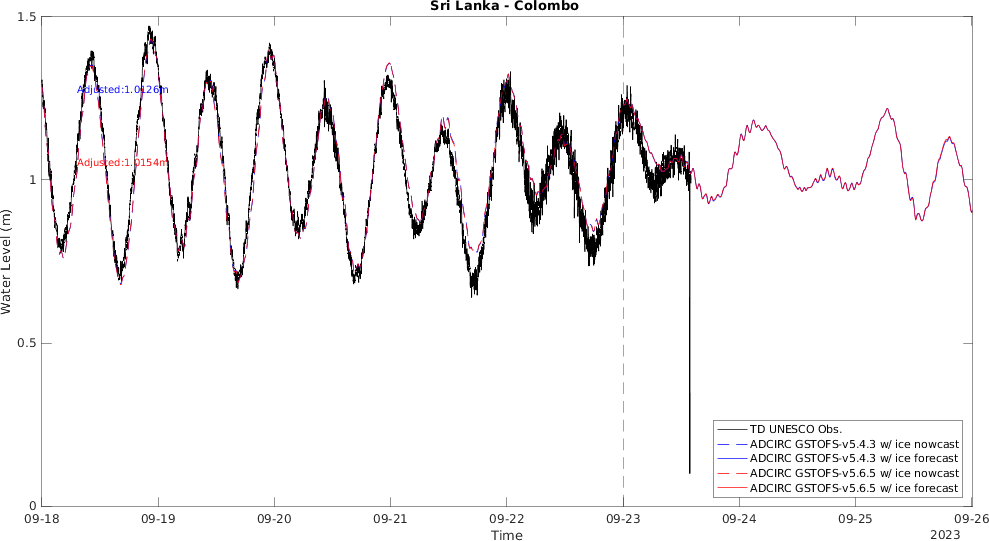 Sri Lanka - Colombo
Water Level (m)
1.5
1
0.5
0
Adjusted:1.0126m
Adjusted:1.0154m
TD UNESCO Obs.
ADCIRC GSTOFS-v5.4.3 w/ ice nowcast
ADCIRC GSTOFS-v5.4.3 w/ ice forecast
ADCIRC GSTOFS-v5.6.5 w/ ice nowcast
ADCIRC GSTOFS-v5.6.5 w/ ice forecast
09-18 09-19 09-20 09-21 09-22 09-23 09-24 09-25 09-26
Time
2023